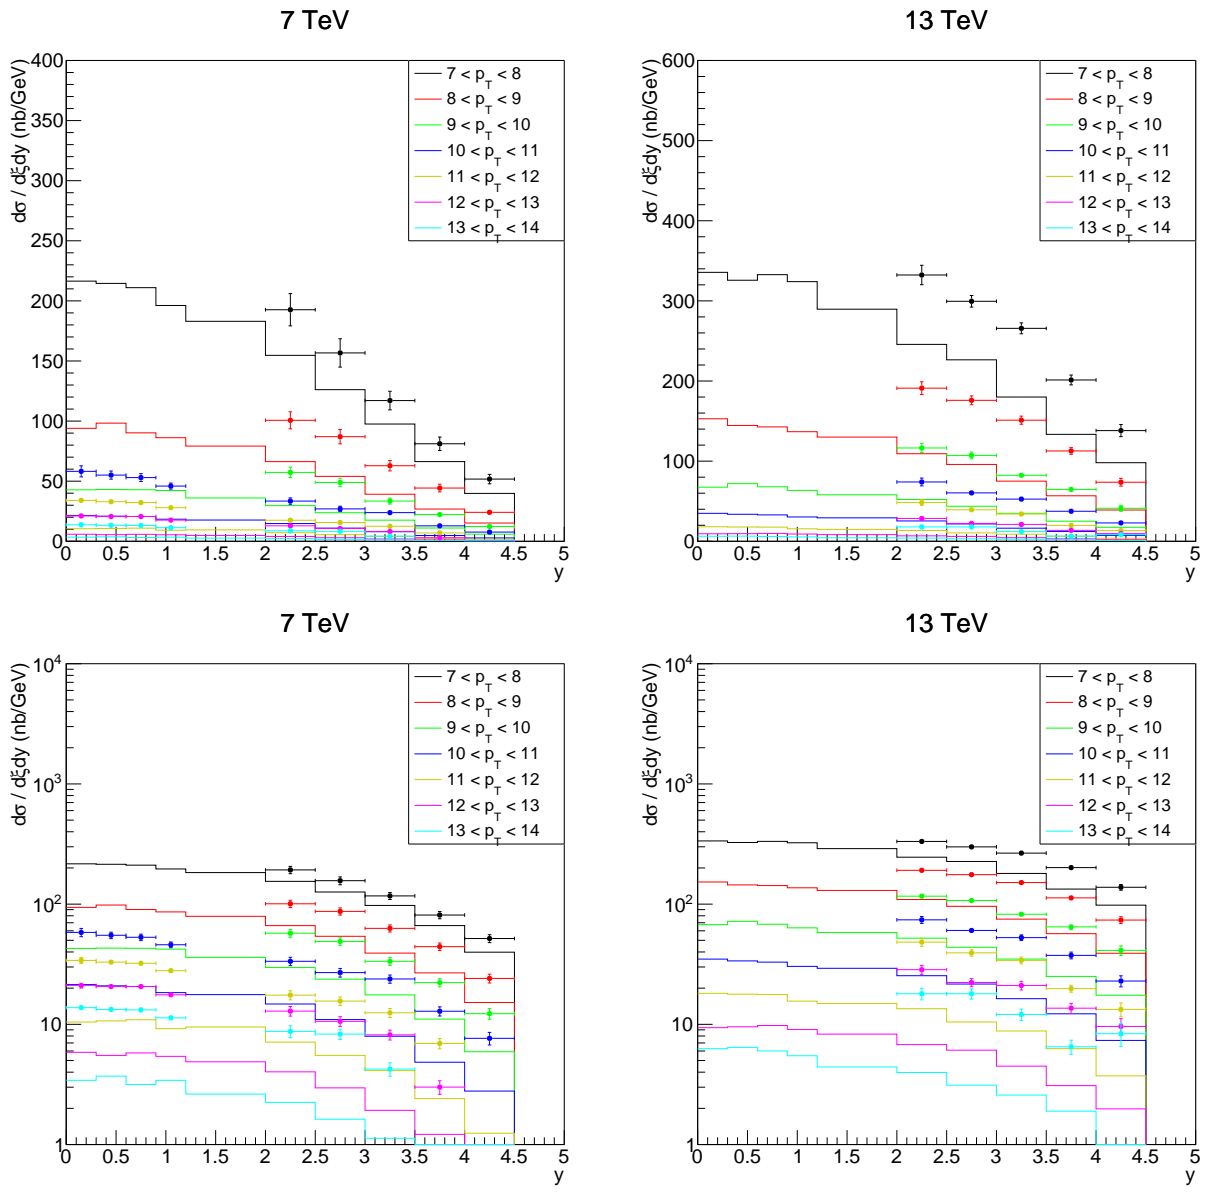 7 TeV
dσ / dξdy (nb/GeV)
400
350
300
250
200
150
100
50
0
0 0.5 1 1.5 2 2.5 3 3.5 4 4.5 5
y
7 < p_T < 8
8 < p_T < 9
9 < p_T < 10
10 < p_T < 11
11 < p_T < 12
12 < p_T < 13
13 < p_T < 14
13 TeV
dσ / dξdy (nb/GeV)
600
500
400
300
200
100
0
0 0.5 1 1.5 2 2.5 3 3.5 4 4.5 5
y
7 < p_T < 8
8 < p_T < 9
9 < p_T < 10
10 < p_T < 11
11 < p_T < 12
12 < p_T < 13
13 < p_T < 14
7 TeV
dσ / dξdy (nb/GeV)
10^4
10^3
10^2
10
1
0 0.5 1 1.5 2 2.5 3 3.5 4 4.5 5
y
7 < p_T < 8
8 < p_T < 9
9 < p_T < 10
10 < p_T < 11
11 < p_T < 12
12 < p_T < 13
13 < p_T < 14
13 TeV
dσ / dξdy (nb/GeV)
10^4
10^3
10^2
10
1
0 0.5 1 1.5 2 2.5 3 3.5 4 4.5 5
y
7 < p_T < 8
8 < p_T < 9
9 < p_T < 10
10 < p_T < 11
11 < p_T < 12
12 < p_T < 13
13 < p_T < 14